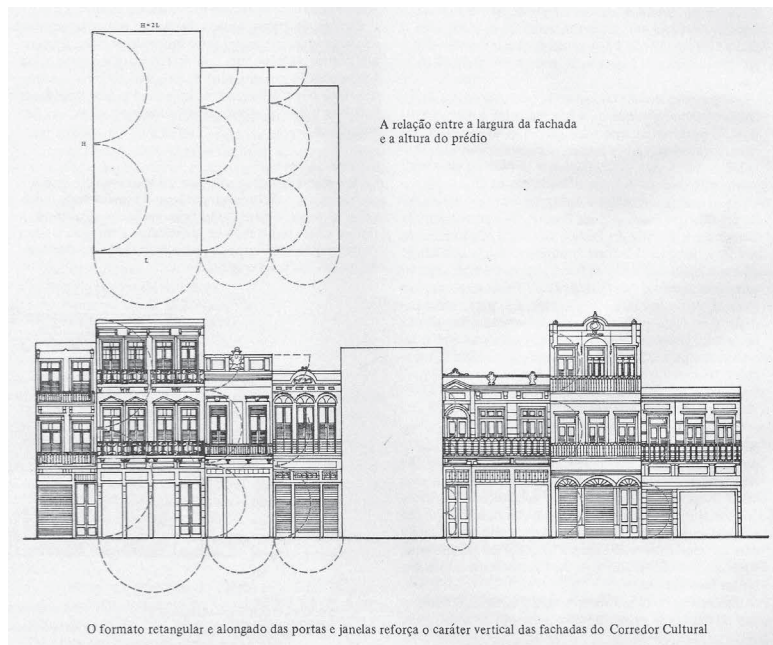 H=2L
H
L
A relação entre a largura da fachada
e a altura do prédio
O formato retangular e alongado das portas e janelas reforça o caráter vertical das fachadas do Corredor Cultural